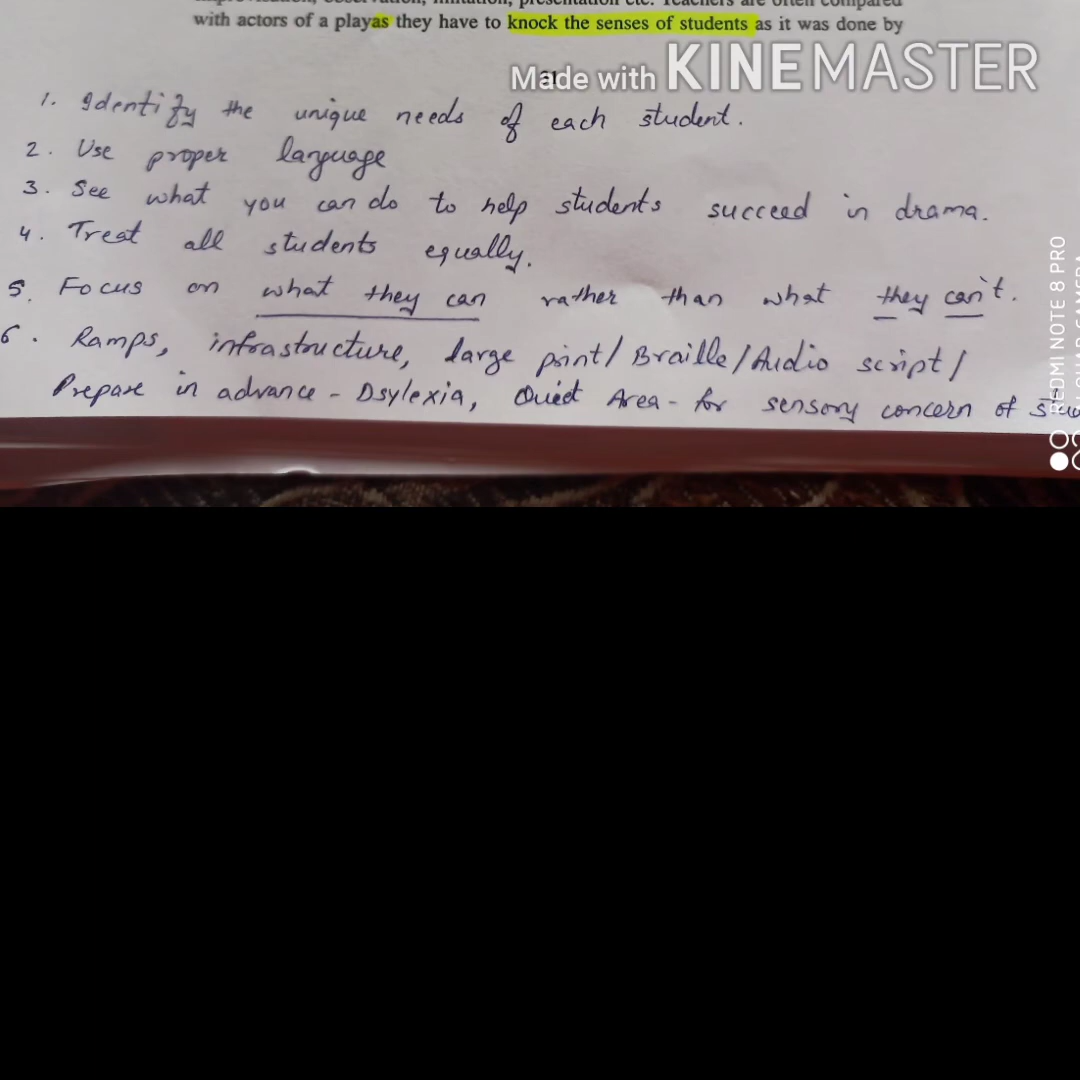 with actors of a playas they have to knock the senses of students as it was done by
Made with KINEMASTER
1. Identify the unique needs of each student.
2. Use proper language
3. See what you can do to help students succeed in drama.
4. Treat all students equally.
5. Focus on what they can rather than what they can't.
6. Ramps, infrastructure, large print/Braille/Audio script/
Prepare in advance - Dsylexia, Quiet Area - for sensory concern of
REDMI NOTE 8 PRO